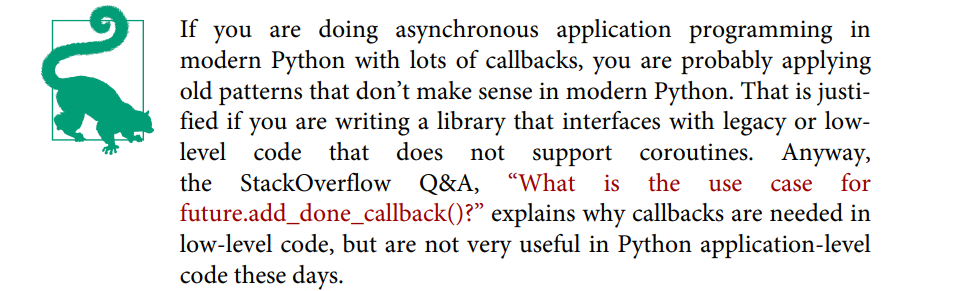 If you are doing asynchronous application programming in
modern Python with lots of callbacks, you are probably applying
old patterns that don’t make sense in modern Python. That is justi-
fied if you are writing a library that interfaces with legacy or low-
level code that does not support coroutines. Anyway,
the StackOverflow Q&A, “What is the use case for
future.add_done_callback()?” explains why callbacks are needed in
low-level code, but are not very useful in Python application-level
code these days.